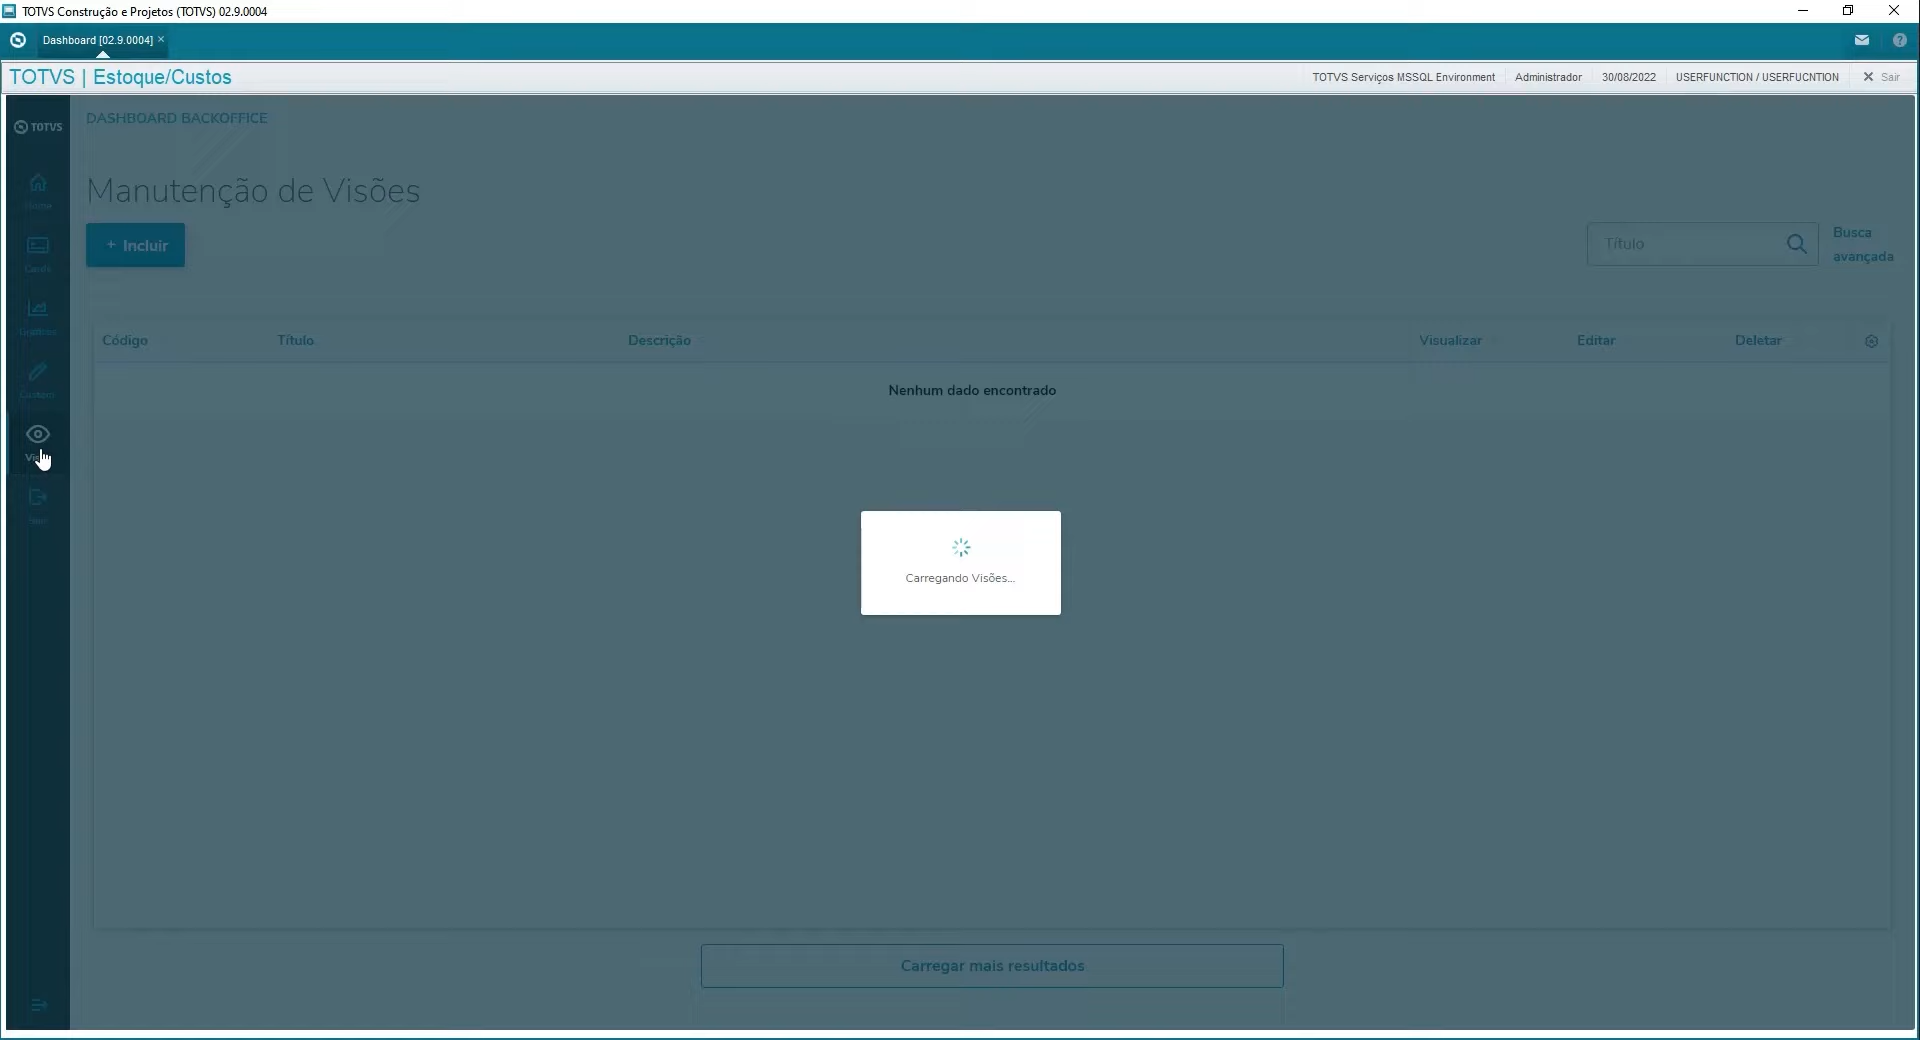 TOTVS Construção e Projetos (TOTVS) 02.9.0004
Dashboard [02.9.0004]
TOTVS | Estoque/Custos
TOTVS Serviços MSSQL Environment
Administrador
30/08/2022
USERFUNCTION / USERFUCNTION
Sair
TOTVS
DASHBOARD BACKOFFICE
Home
Manutenção de Visões
+ Incluir
Título
Busca
avançada
Cards
Gráficos
Código
Título
Descrição
Visualizar
Editar
Deletar
Custom
Nenhum dado encontrado
Carregando Visões...
Carregar mais resultados